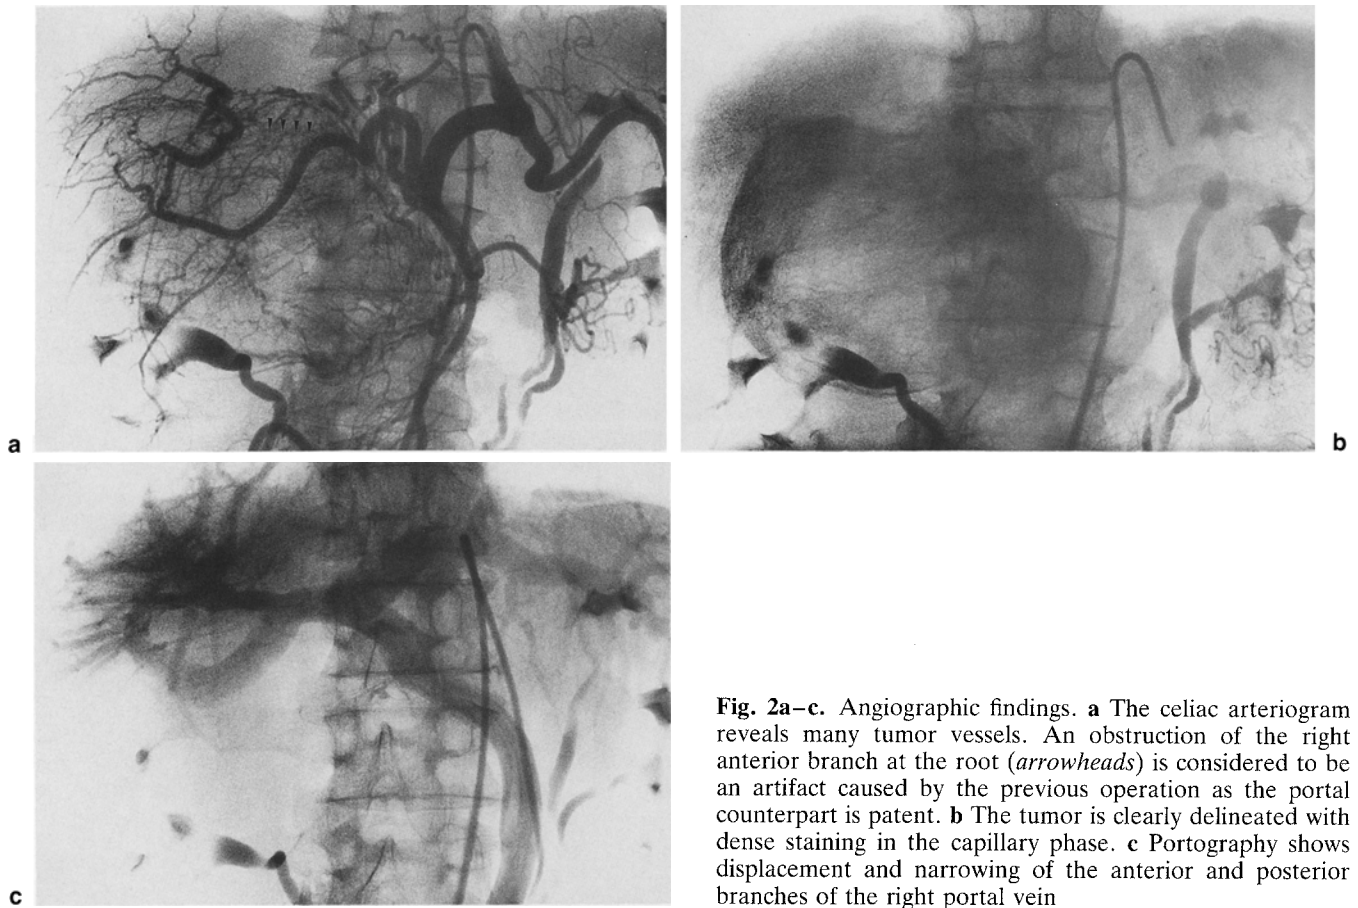 a
b
c
Fig. 2a–c. Angiographic findings. a The celiac arteriogram
reveals many tumor vessels. An obstruction of the right
anterior branch at the root (arrowheads) is considered to be
an artifact caused by the previous operation as the portal
counterpart is patent. b The tumor is clearly delineated with
dense staining in the capillary phase. c Portography shows
displacement and narrowing of the anterior and posterior
branches of the right portal vein